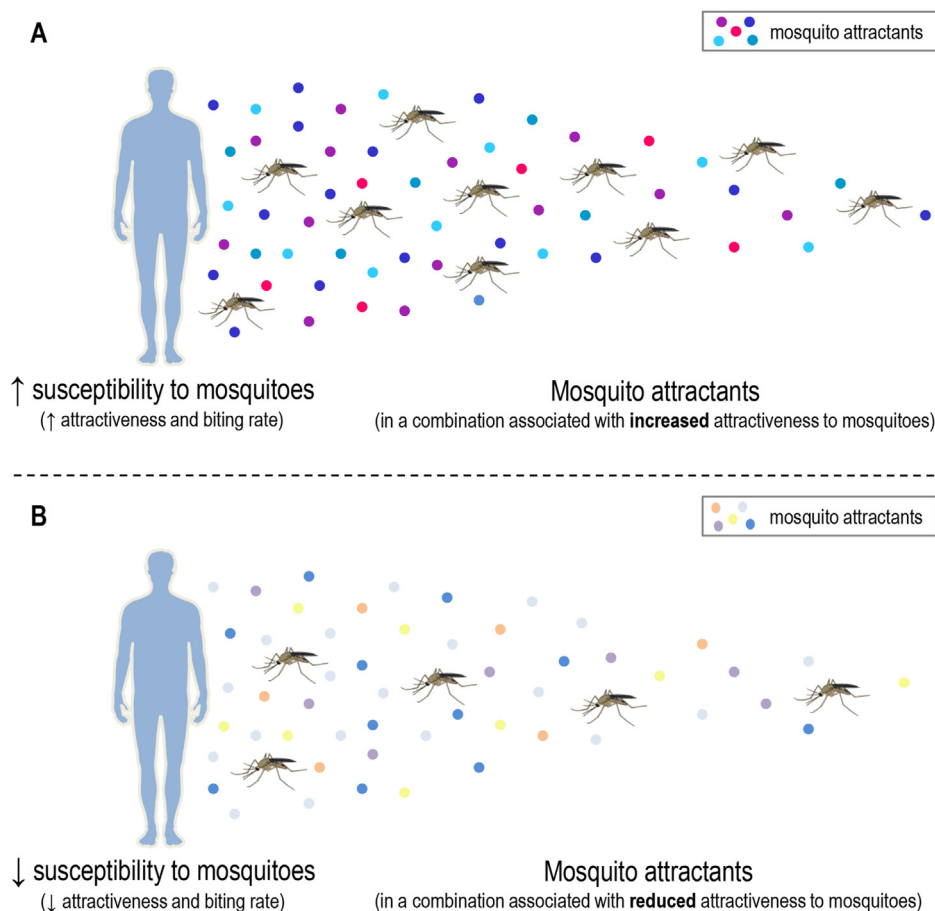 A
mosquito attractants
↑ susceptibility to mosquitoes
(↑ attractiveness and biting rate)
Mosquito attractants
(in a combination associated with increased attractiveness to mosquitoes)
B
mosquito attractants
↓ susceptibility to mosquitoes
(↓ attractiveness and biting rate)
Mosquito attractants
(in a combination associated with reduced attractiveness to mosquitoes)